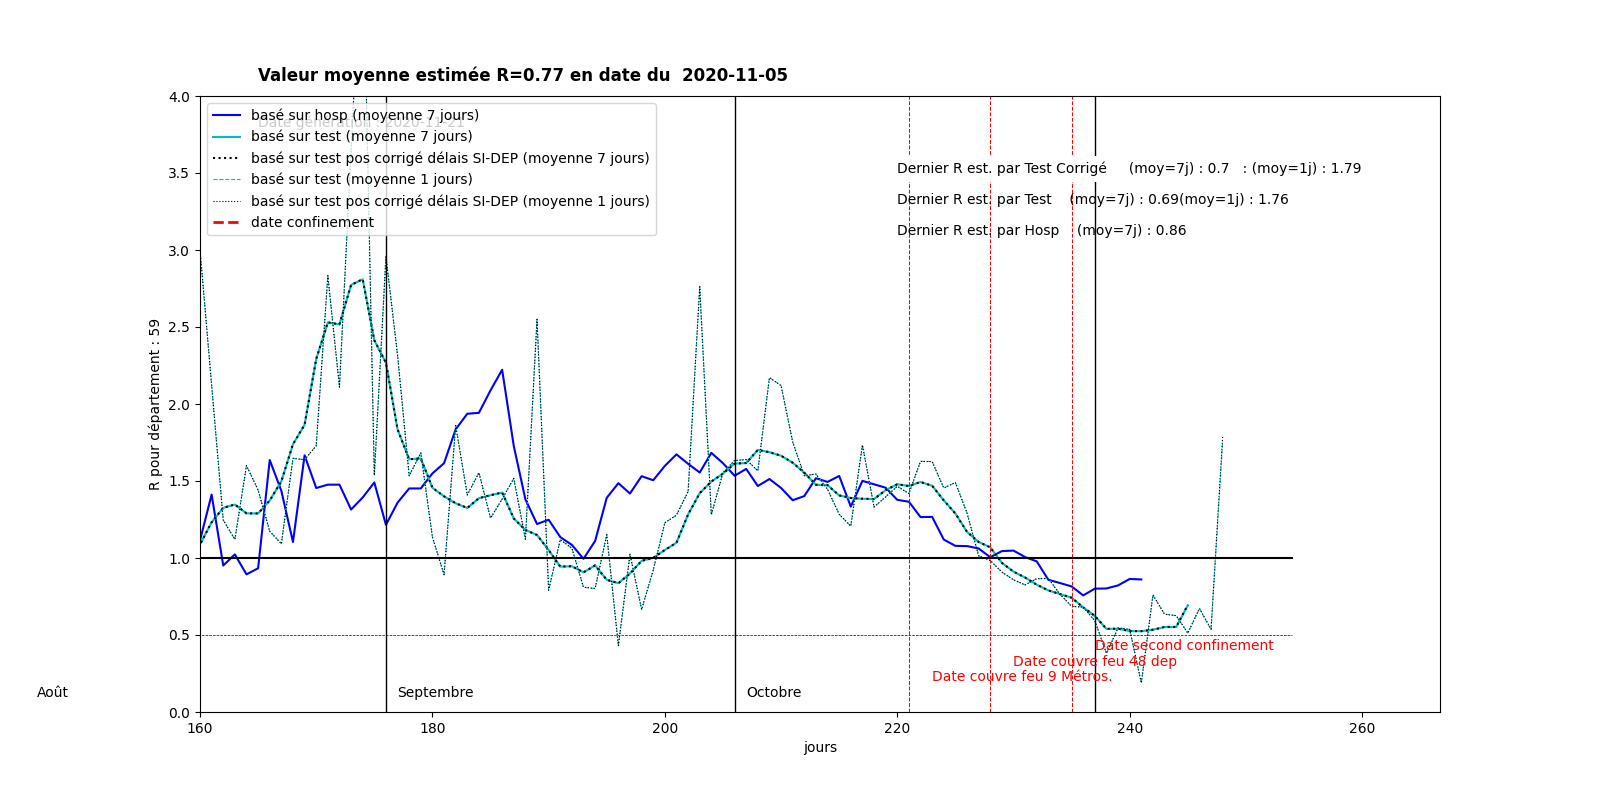 Valeur moyenne estimée R=0.77 en date du  2020-11-05
4.0
3.5
3.0
2.5
2.0
1.5
1.0
0.5
0.0
R pour département : 59
basé sur hosp (moyenne 7 jours)
Date génération : 2020-11-21
basé sur test (moyenne 7 jours)
basé sur test pos corrigé délais SI-DEP (moyenne 7 jours)
basé sur test (moyenne 1 jours)
basé sur test pos corrigé délais SI-DEP (moyenne 1 jours)
date confinement
Dernier R est. par Test Corrigé     (moy=7j) : 0.7   : (moy=1j) : 1.79
Dernier R est. par Test    (moy=7j) : 0.69(moy=1j) : 1.76
Dernier R est. par Hosp    (moy=7j) : 0.86
Date second confinement
Date couvre feu 48 dep
Date couvre feu 9 Métros.
Août
Septembre
Octobre
160 180 200 220 240 260
jours